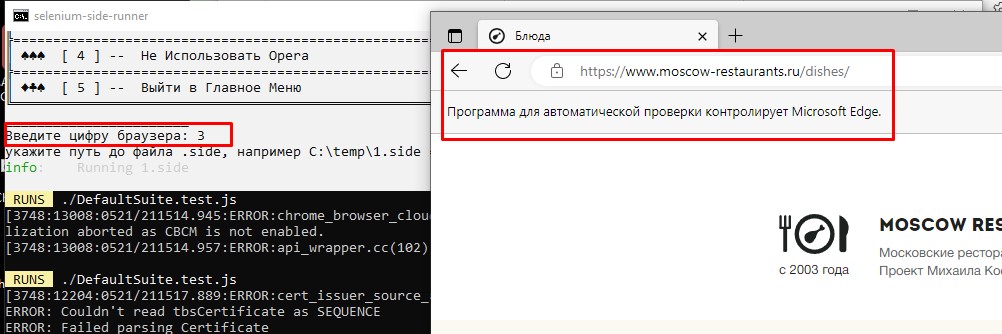 selenium-side-runner
♠♠♠ [ 4 ] -- Не Использовать Opera
♠♣♠ [ 5 ] -- Выйти в Главное Меню
Введите цифру браузера: 3
укажите путь до файла .side, например C:\temp\1.side
info: Running 1.side
RUNS ./DefaultSuite.test.js
[3748:13008:0521/211514.945:ERROR:chrome_browser_clou
lization aborted as CBCM is not enabled.
[3748:13008:0521/211514.957:ERROR:api_wrapper.cc(102)
RUNS ./DefaultSuite.test.js
[3748:12204:0521/211517.889:ERROR:cert_issuer_source_
ERROR: Couldn't read tbsCertificate as SEQUENCE
ERROR: Failed parsing Certificate
Блюда
https://www.moscow-restaurants.ru/dishes/
Программа для автоматической проверки контролирует Microsoft Edge.
с 2003 года
MOSCOW RES
Московские рестора
Проект Михаила Кос